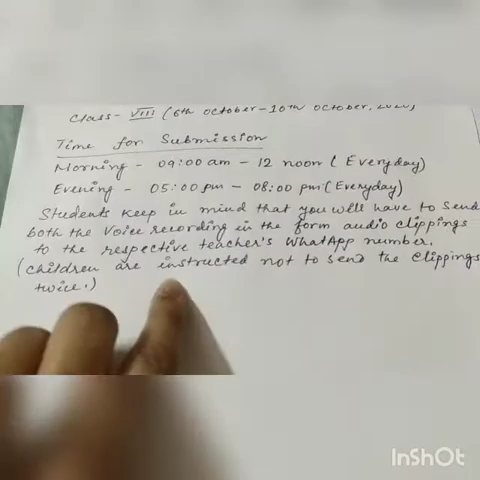 Class - VIII (6th October - 10th October,
Time for Submission
Morning - 09:00 am - 12 noon ( Everyday)
Evening - 05:00 pm - 08:00 pm (Everyday)
Students keep in mind that you will have to send
both the Voice recording in the form audio clippings
to the respective teacher's WhatApp number.
(children are instructed not to send the clippings
twice.)
InShOt